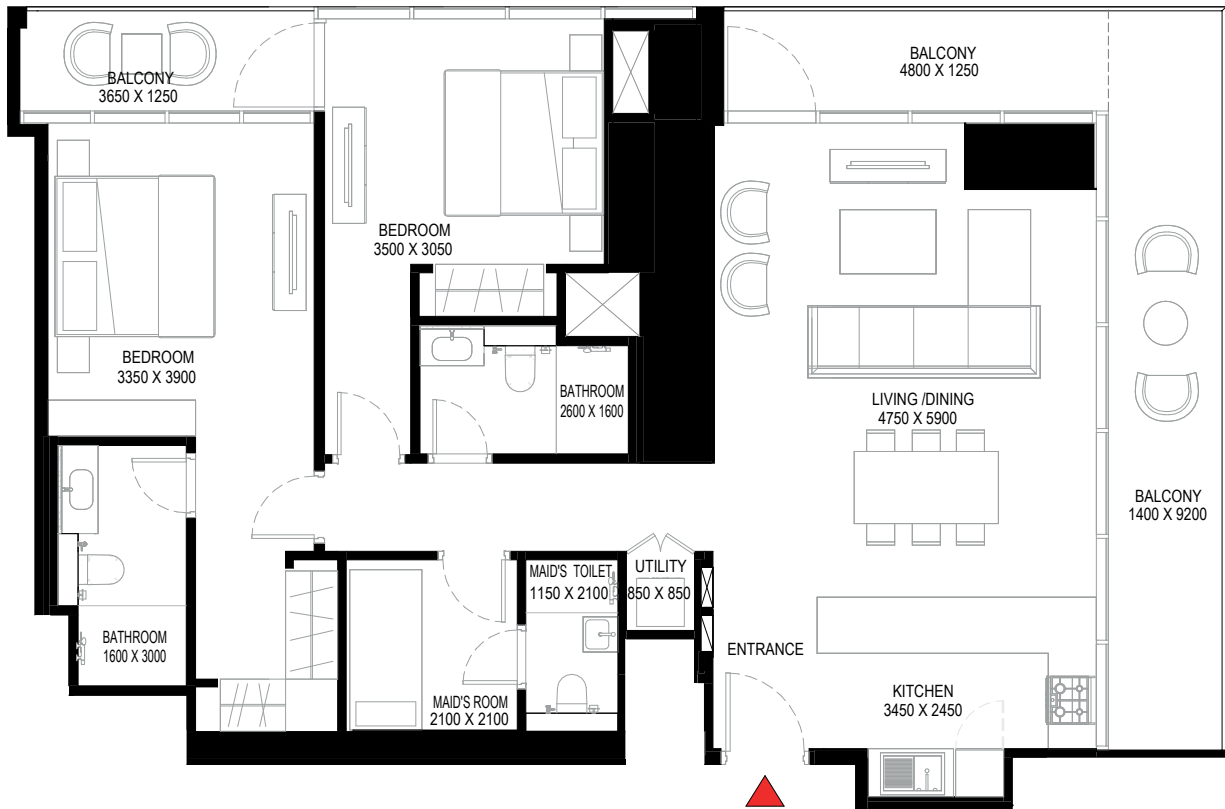 BALCONY
3650 X 1250
BALCONY
4800 X 1250
BEDROOM
3500 X 3050
BEDROOM
3350 X 3900
BATHROOM
2600 X 1600
LIVING /DINING
4750 X 5900
BALCONY
1400 X 9200
MAID'S TOILET
1150 X 2100
UTILITY
850 X 850
BATHROOM
1600 X 3000
ENTRANCE
MAID'S ROOM
2100 X 2100
KITCHEN
3450 X 2450